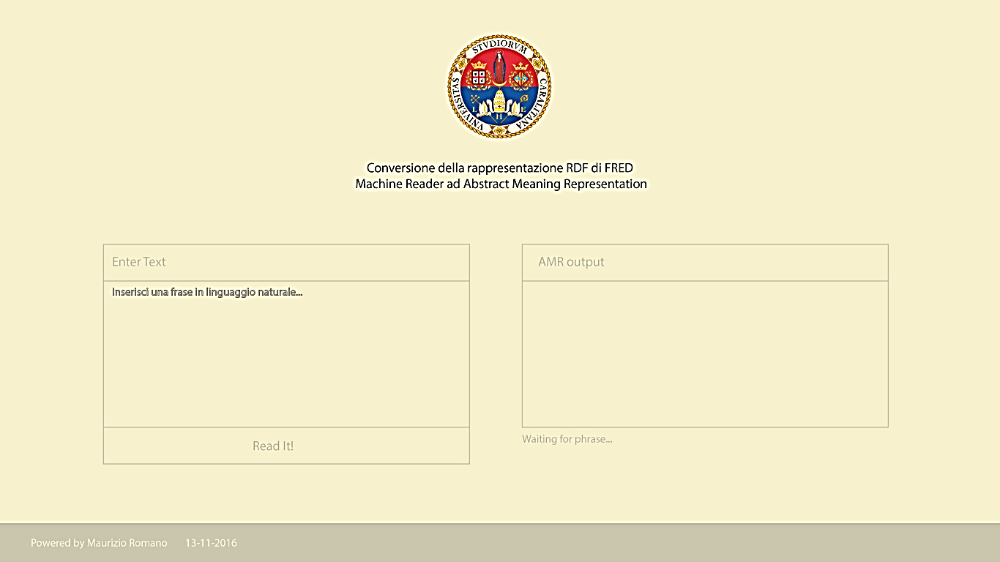 STVDIORVM
VNIVERSITAS
CARALITANA
L
H
E
Conversione della rappresentazione RDF di FRED
Machine Reader ad Abstract Meaning Representation
Enter Text
Inserisci una frase in linguaggio naturale...
Read It!
AMR output
Waiting for phrase...
Powered by Maurizio Romano 13-11-2016